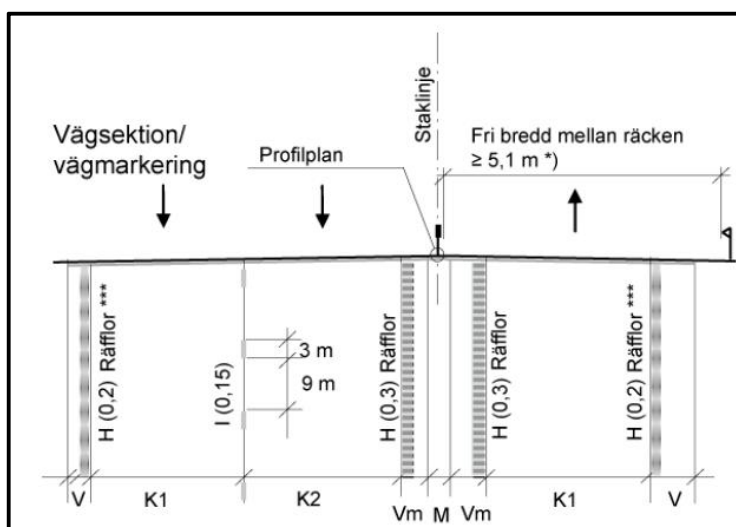 Vägsektion/
vägmarkering
Profilplan
Staklinje
Fri bredd mellan räcken
≥ 5,1 m *)
H (0,2) Räfflor ***
I (0,15)
3 m
9 m
H (0,3) Räfflor
H (0,3) Räfflor
H (0,2) Räfflor ***
V K1 K2 Vm M Vm K1 V